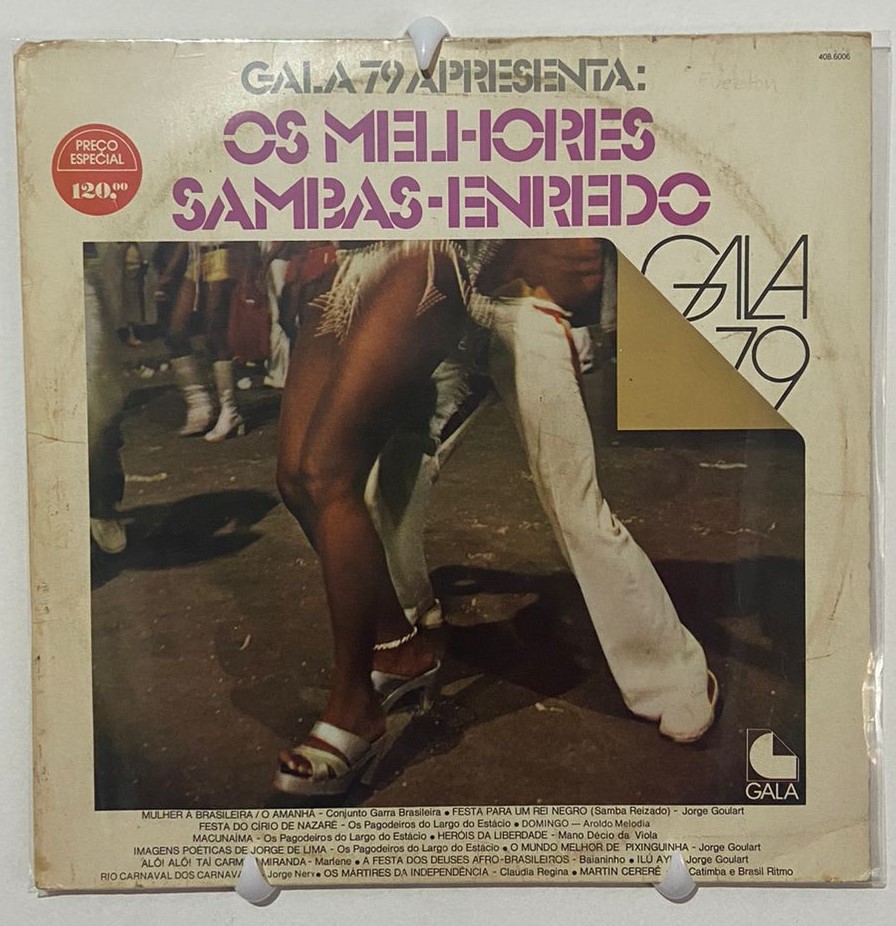 408.6006
GALA 79 APRESENTA:
OS MELHORES
SAMBAS-ENREDO
PREÇO
ESPECIAL
120,00
GALA
79
GALA
MULHER À BRASILEIRA / O AMANHÃ - Conjunto Garra Brasileira • FESTA PARA UM REI NEGRO (Samba Reizado) - Jorge Goulart
FESTA DO CÍRIO DE NAZARÉ - Os Pagodeiros do Largo do Estácio • DOMINGO — Aroldo Melodia
MACUNAÍMA - Os Pagodeiros do Largo do Estácio • HERÓIS DA LIBERDADE - Mano Décio da Viola
IMAGENS POÉTICAS DE JORGE DE LIMA - Os Pagodeiros do Largo do Estácio • O MUNDO MELHOR DE PIXINGUINHA - Jorge Goulart
ALÔ! ALÔ! TAÍ CARM MIRANDA - Marlene • A FESTA DOS DEUSES AFRO-BRASILEIROS - Baianinho • ILÚ AY Jorge Goulart
RIO CARNAVAL DOS CARNAVA Jorge Nery • OS MÁRTIRES DA INDEPENDÊNCIA - Claudia Regina • MARTIN CERERÊ Catimba e Brasil Ritmo